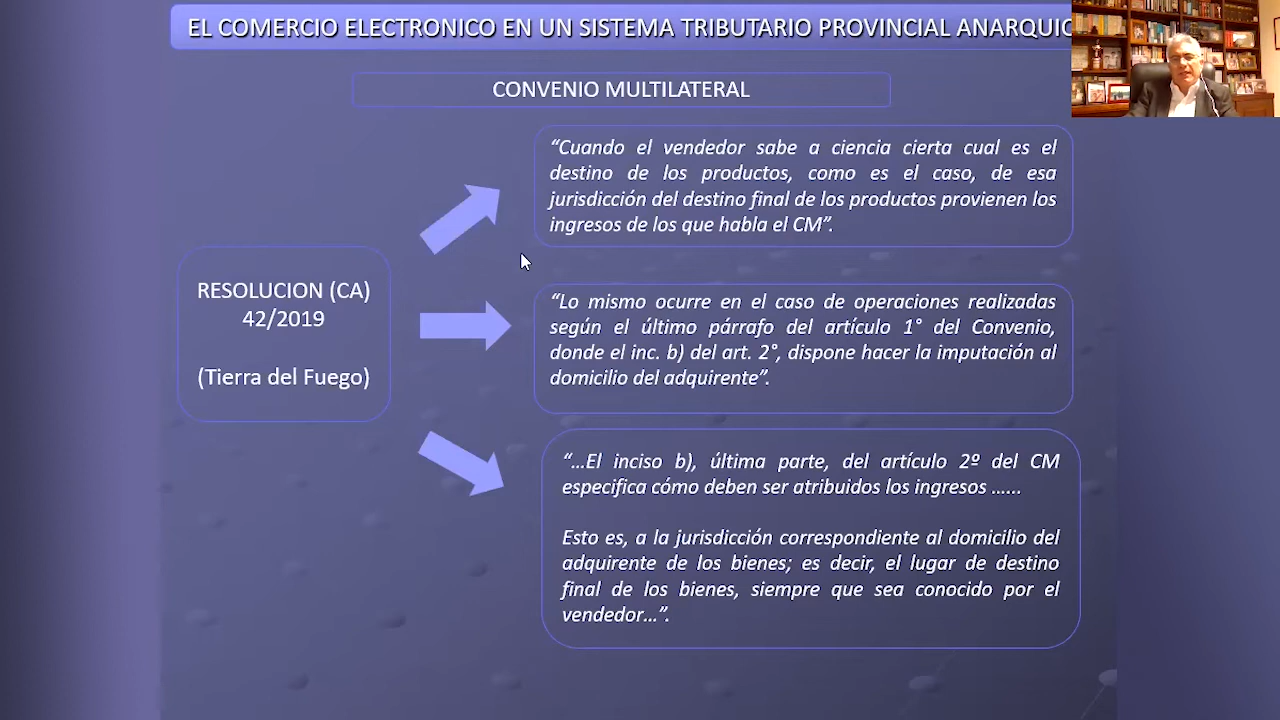 EL COMERCIO ELECTRONICO EN UN SISTEMA TRIBUTARIO PROVINCIAL
CONVENIO MULTILATERAL
“Cuando el vendedor sabe a ciencia cierta cual es el
destino de los productos, como es el caso, de esa
jurisdicción del destino final de los productos provienen los
ingresos de los que habla el CM”.
RESOLUCION (CA)
42/2019
(Tierra del Fuego)
“Lo mismo ocurre en el caso de operaciones realizadas
según el último párrafo del artículo 1° del Convenio,
donde el inc. b) del art. 2°, dispone hacer la imputación al
domicilio del adquirente”.
“…El inciso b), última parte, del artículo 2º del CM
especifica cómo deben ser atribuidos los ingresos ......
Esto es, a la jurisdicción correspondiente al domicilio del
adquirente de los bienes; es decir, el lugar de destino
final de los bienes, siempre que sea conocido por el
vendedor…”.